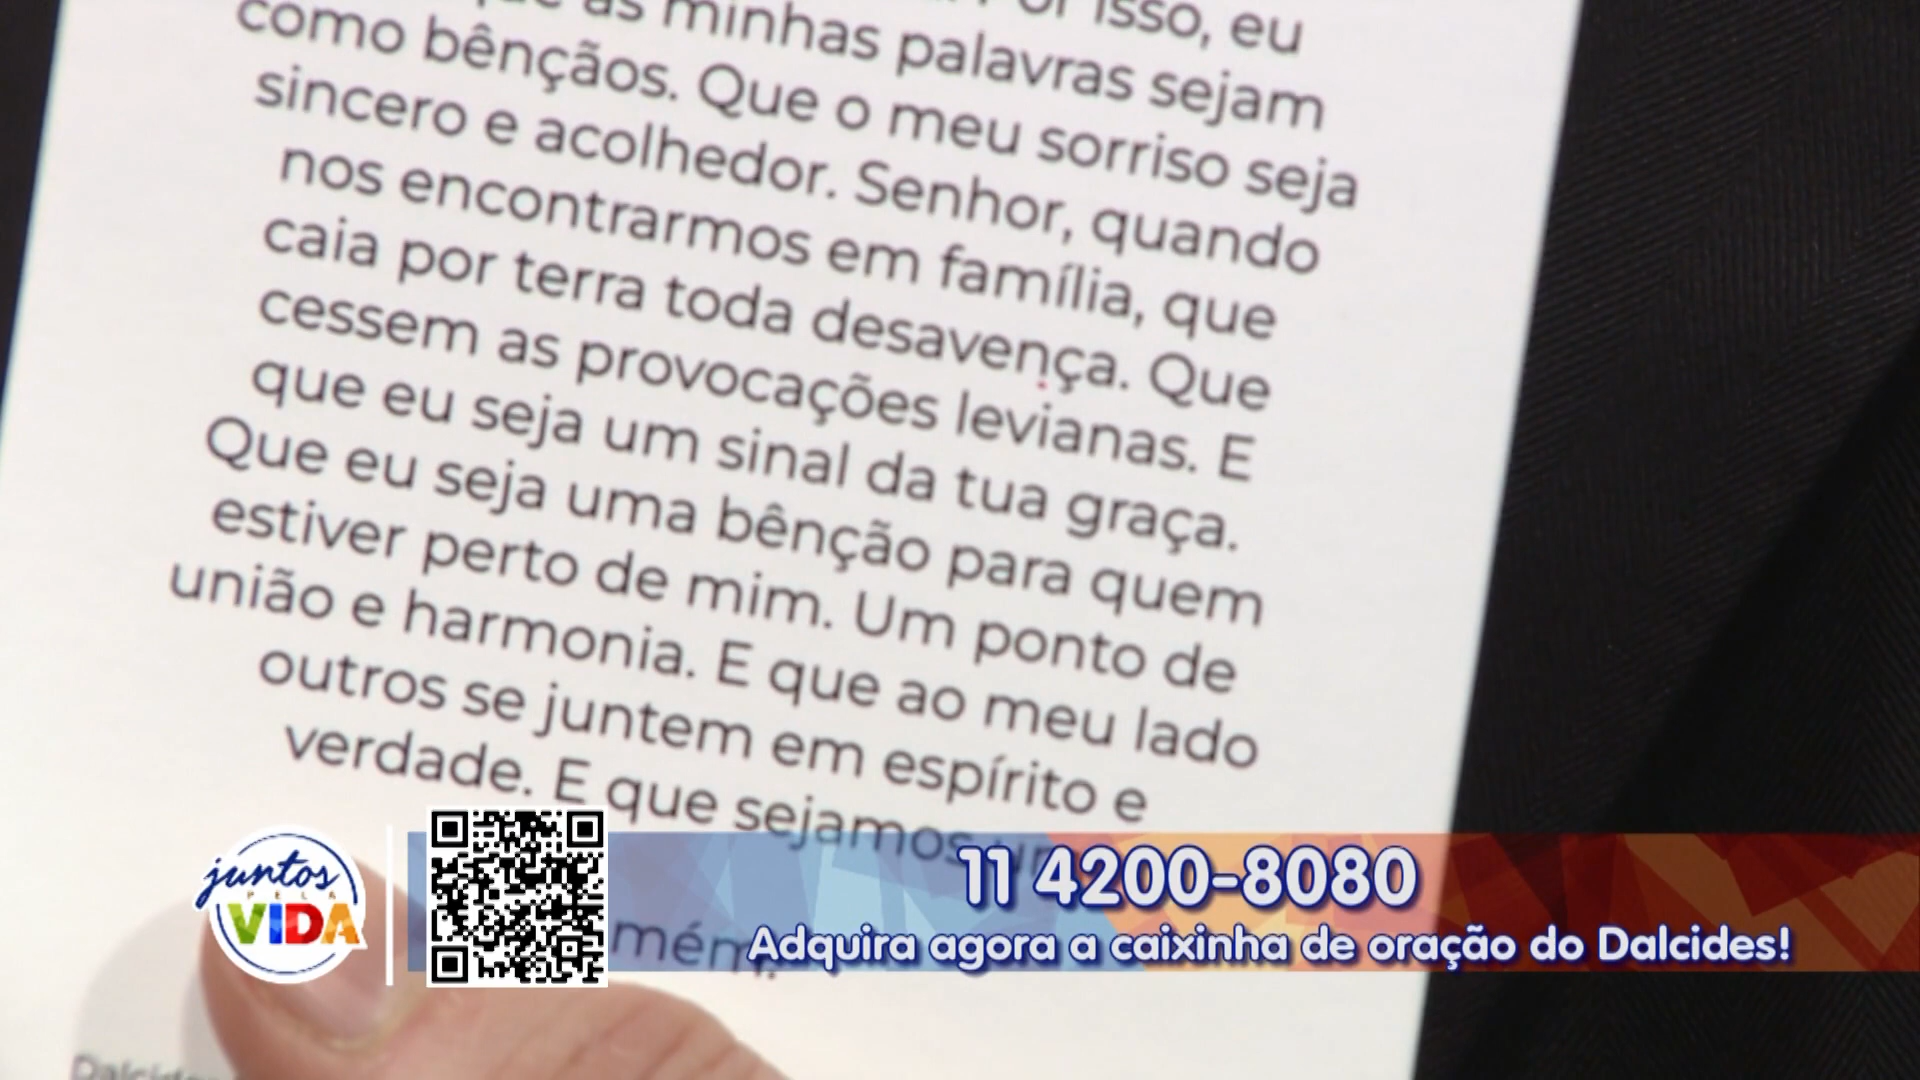 as minhas palavras sejam
como bênçãos. Que o meu sorriso seja
sincero e acolhedor. Senhor, quando
nos encontrarmos em família, que
caia por terra toda desavença. Que
cessem as provocações levianas. E
que eu seja um sinal da tua graça.
Que eu seja uma bênção para quem
estiver perto de mim. Um ponto de
união e harmonia. E que ao meu lado
outros se juntem em espírito e
verdade. E que sejamos
juntos
PELA
VIDA
11 4200-8080
Adquira agora a caixinha de oração do Dalcides!